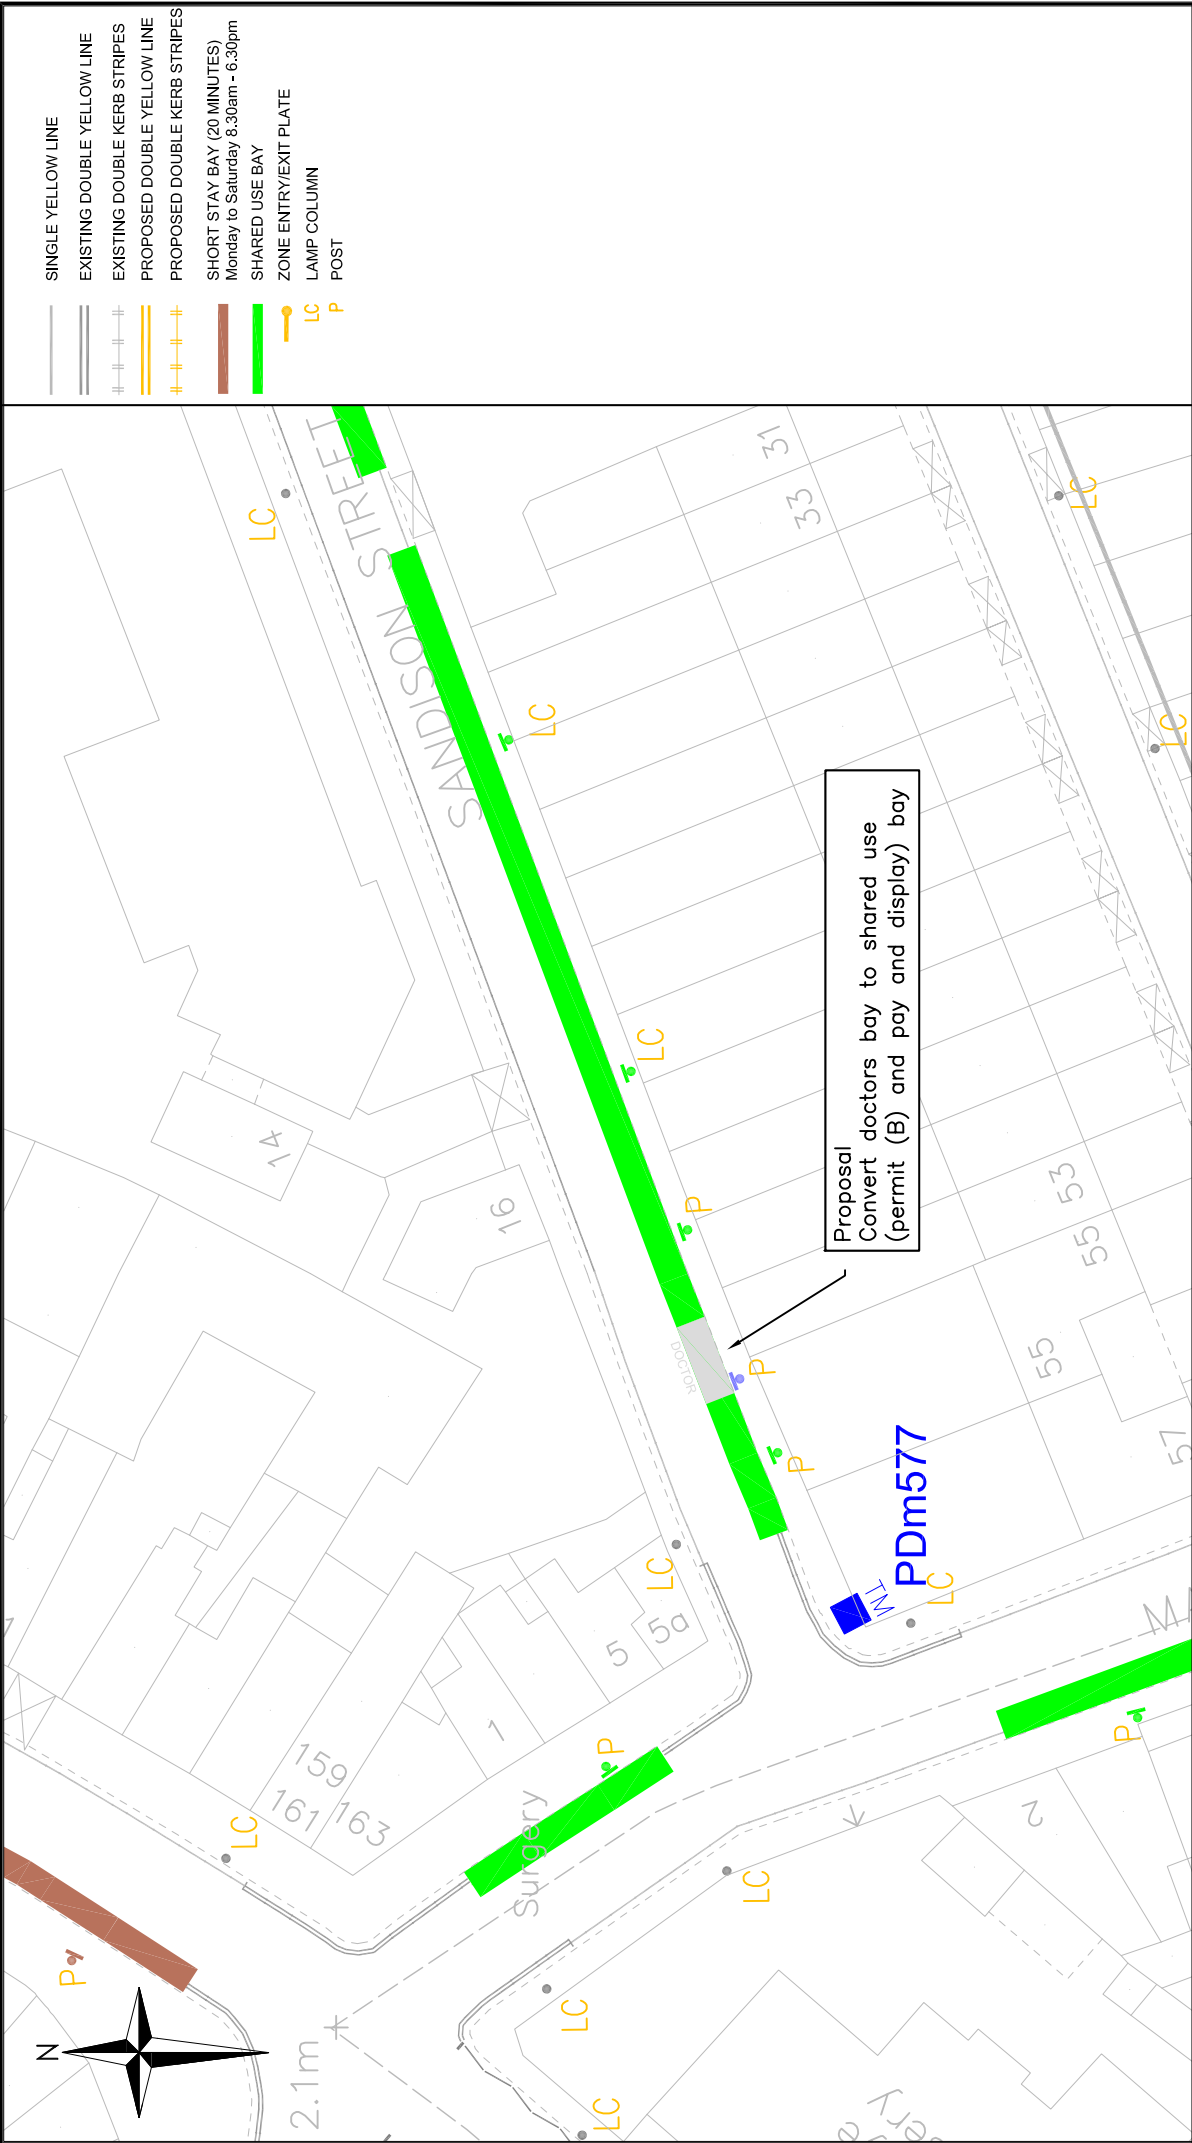 SINGLE YELLOW LINE
EXISTING DOUBLE YELLOW LINE
EXISTING DOUBLE KERB STRIPES
PROPOSED DOUBLE YELLOW LINE
PROPOSED DOUBLE KERB STRIPES
SHORT STAY BAY (20 MINUTES)
Monday to Saturday 8.30am - 6.30pm
SHARED USE BAY
ZONE ENTRY/EXIT PLATE
LC
LAMP COLUMN
P
POST
SANDISON STREET
LC
LC
LC
LC
LC
P
P
P
DOCTOR
31
33
53
55
55
57
14
16
Proposal
Convert doctors bay to shared use
(permit (B) and pay and display) bay
PDm577
TM
LC
LC
5a
5
1
159
161
163
P
Surgery
LC
P
N
2.1m
LC
LC
LC
P
2
MA